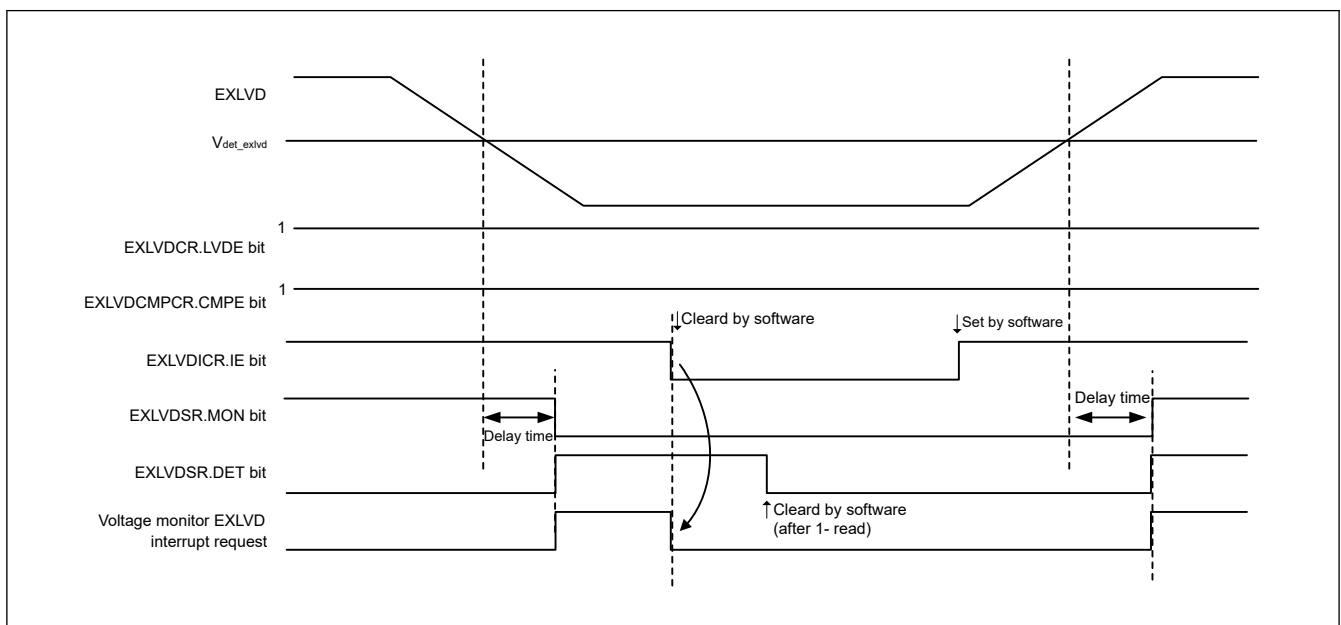 EXLVD
Vdet_exlvd
1
EXLVDCR.LVDE bit
1
EXLVDCMPCR.CMPE bit
↓Cleard by software
↓Set by software
EXLVDICR.IE bit
EXLVDSR.MON bit
Delay time
Delay time
EXLVDSR.DET bit
↑Cleard by software
(after 1- read)
Voltage monitor EXLVD
interrupt request